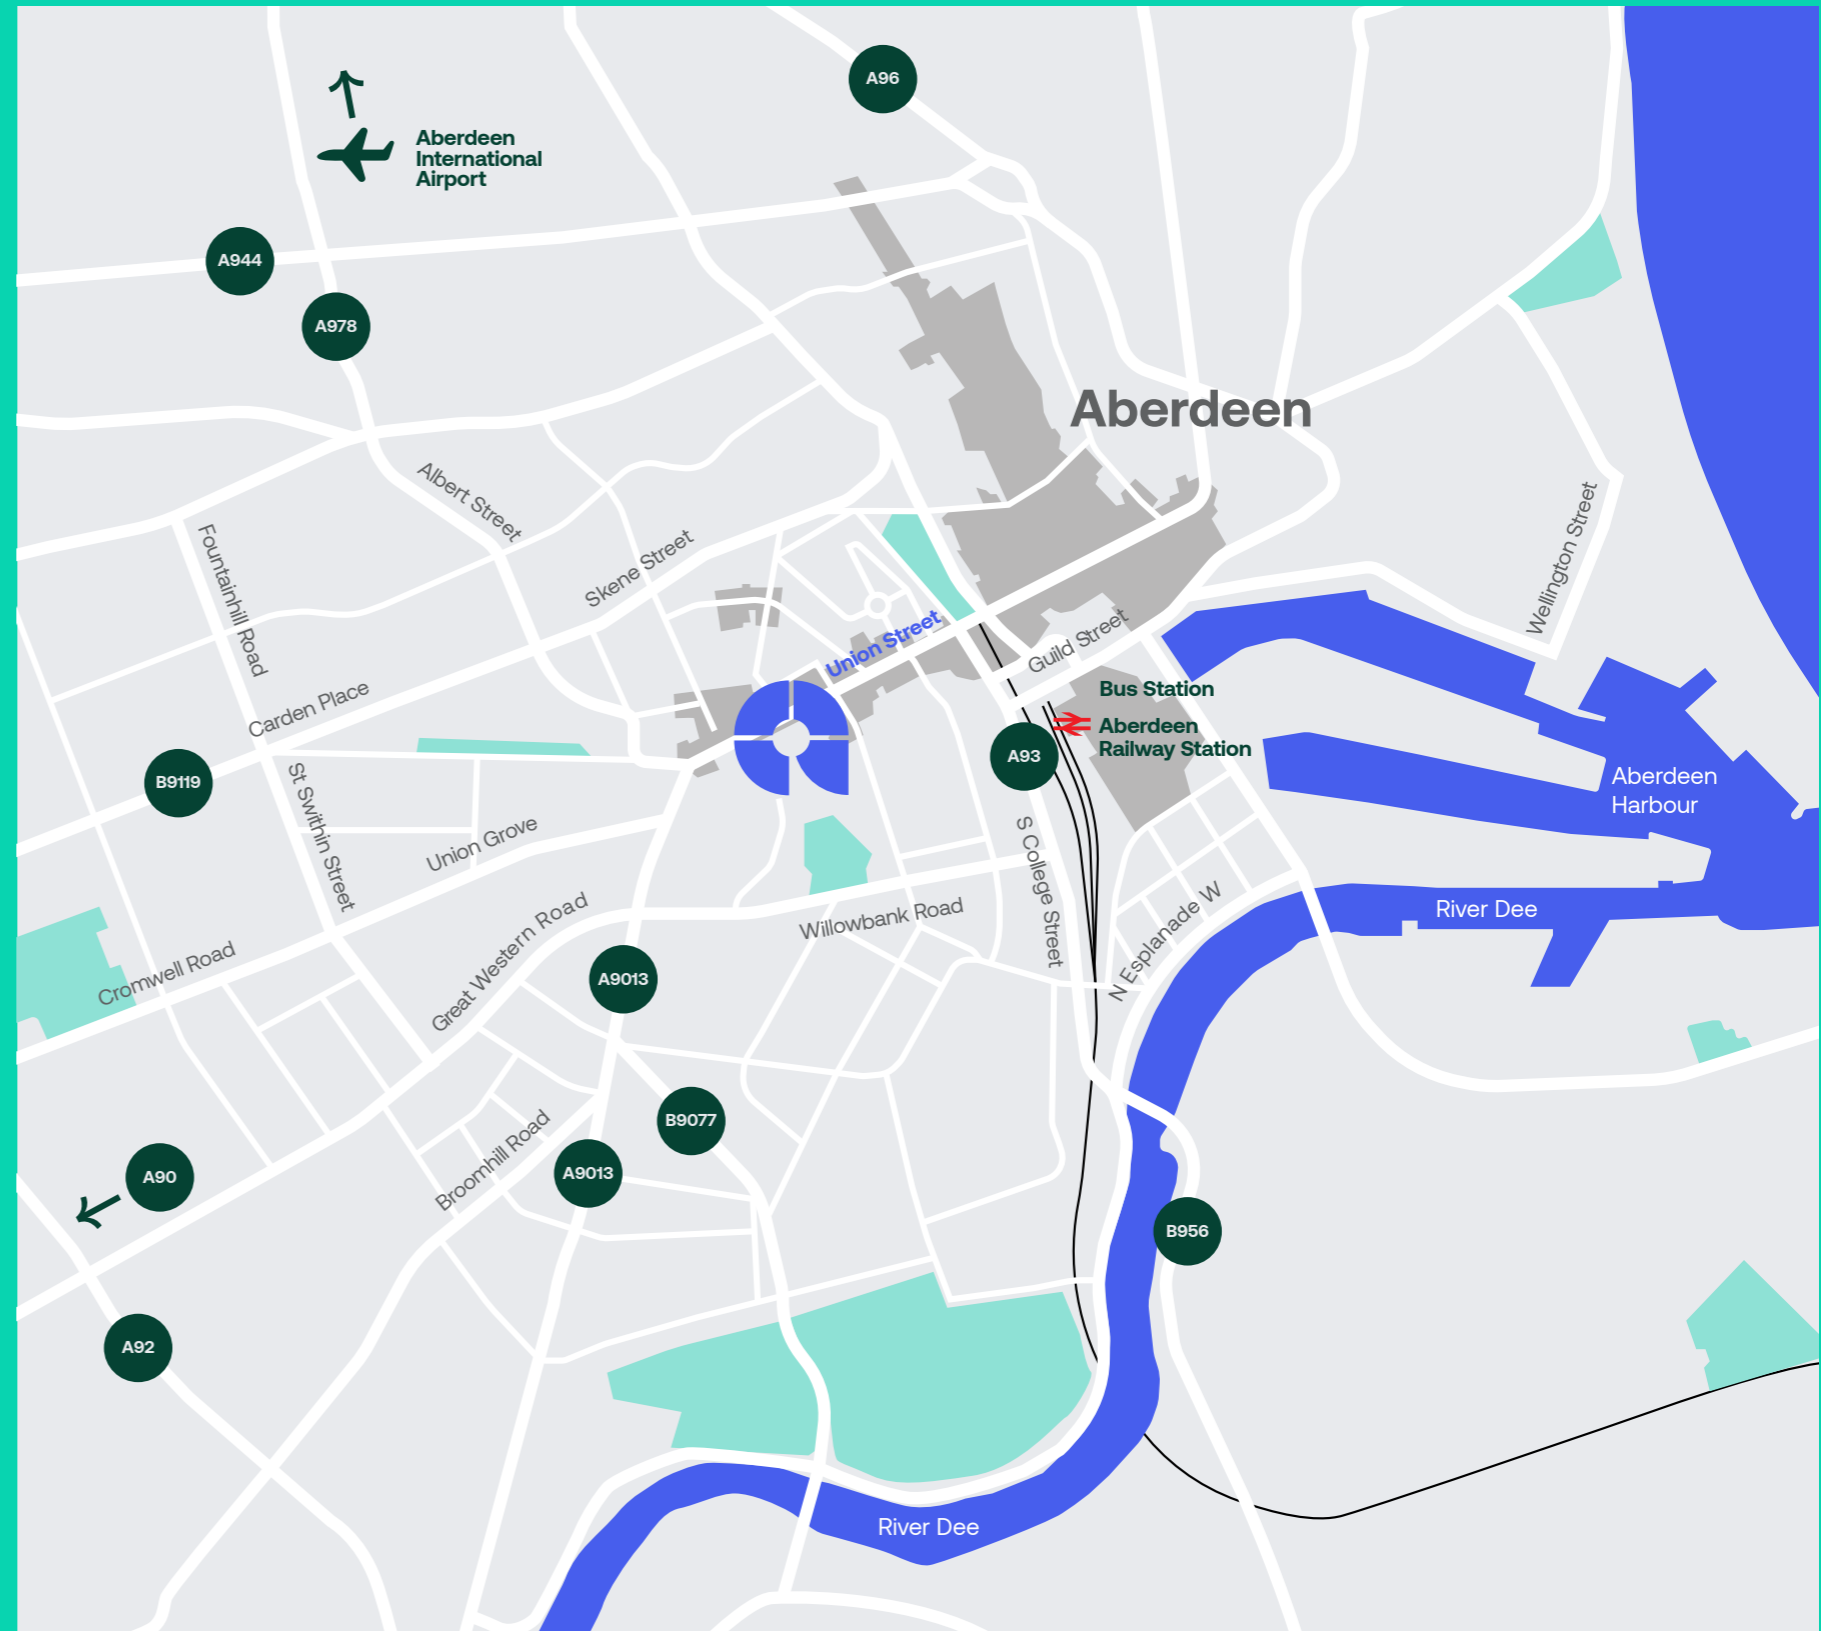 A96
Aberdeen
International
Airport
A944
A978
Aberdeen
Albert Street
Fountainhill Road
Skene Street
Wellington Street
Union Street
Guild Street
Carden Place
Bus Station
Aberdeen
Railway Station
A93
B9119
St Swithin Street
Aberdeen
Harbour
Union Grove
S College Street
River Dee
Willowbank Road
Great Western Road
N Esplanade W
Cromwell Road
A9013
B9077
Broomhill Road
A90
A9013
B956
A92
River Dee